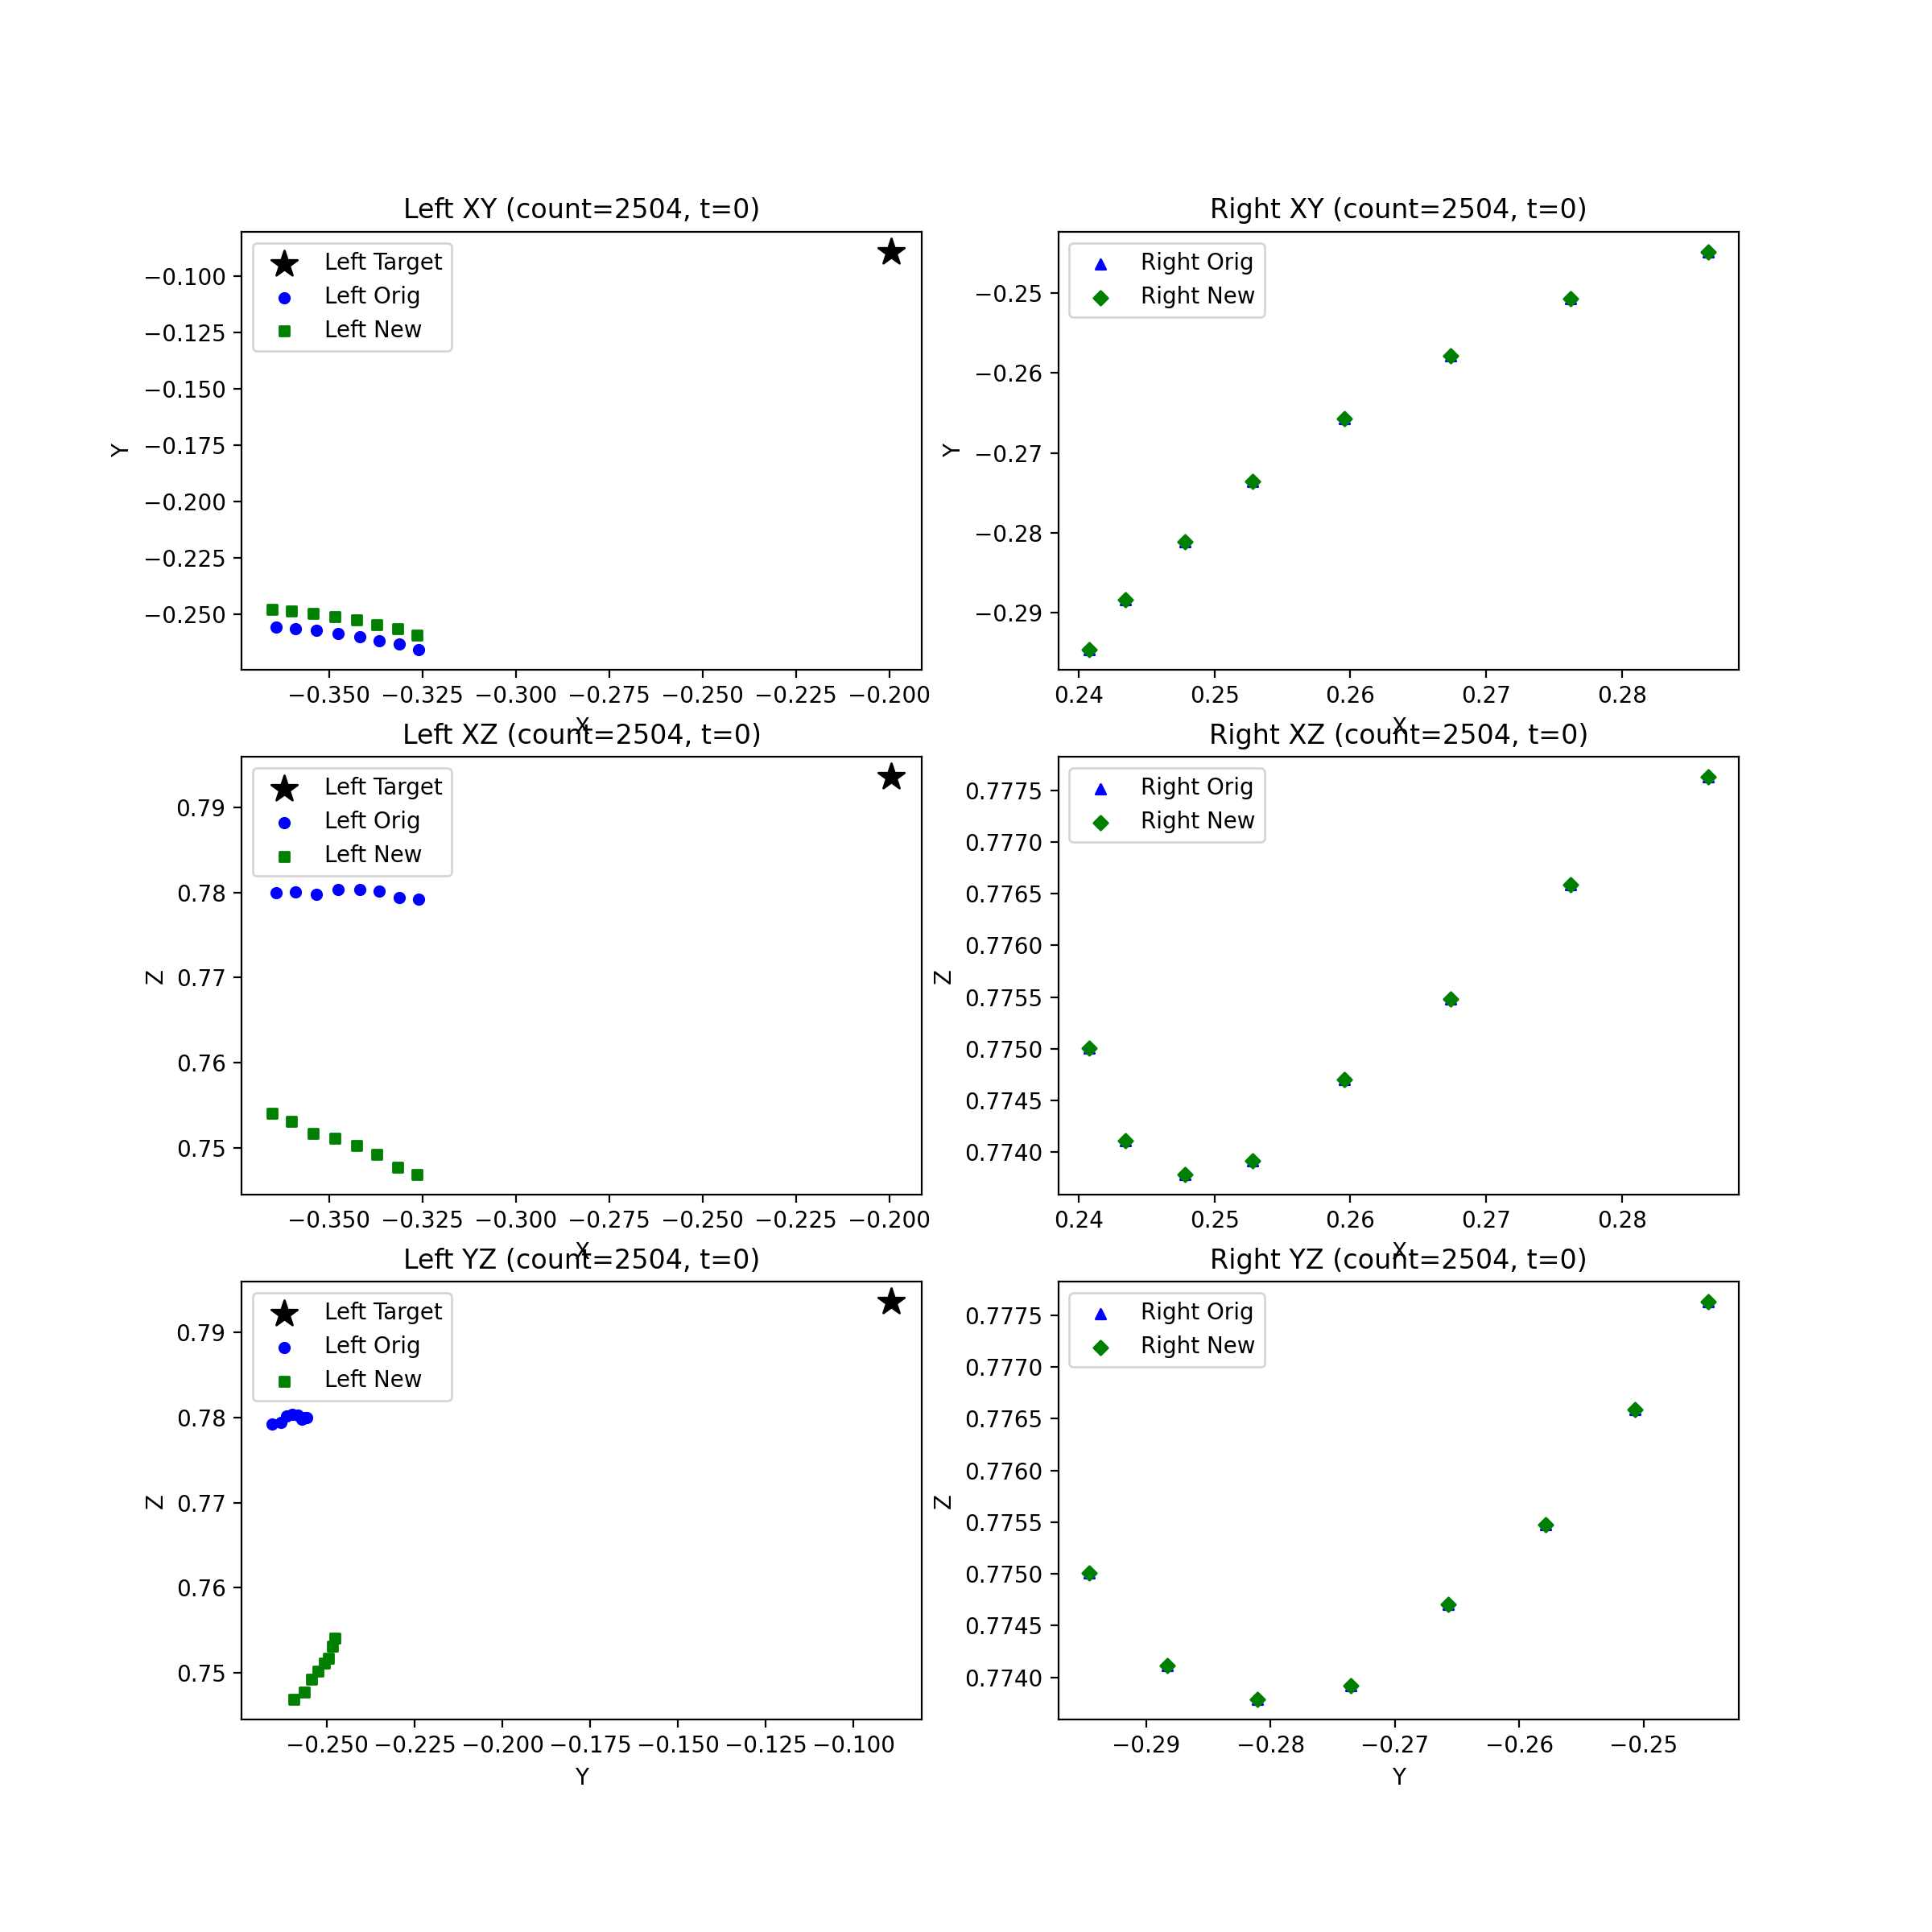 Left XY (count=2504, t=0)
Left Target
Left Orig
Left New
−0.100
−0.125
−0.150
−0.175
−0.200
−0.225
−0.250
Y
−0.350 −0.325 −0.300 −0.275 −0.250 −0.225 −0.200
X
Right XY (count=2504, t=0)
Right Orig
Right New
−0.25
−0.26
−0.27
−0.28
−0.29
Y
0.24 0.25 0.26 0.27 0.28
X
Left XZ (count=2504, t=0)
Left Target
Left Orig
Left New
0.79
0.78
0.77
0.76
0.75
Z
−0.350 −0.325 −0.300 −0.275 −0.250 −0.225 −0.200
X
Right XZ (count=2504, t=0)
Right Orig
Right New
0.7775
0.7770
0.7765
0.7760
0.7755
0.7750
0.7745
0.7740
Z
0.24 0.25 0.26 0.27 0.28
X
Left YZ (count=2504, t=0)
Left Target
Left Orig
Left New
0.79
0.78
0.77
0.76
0.75
Z
−0.250 −0.225 −0.200 −0.175 −0.150 −0.125 −0.100
Y
Right YZ (count=2504, t=0)
Right Orig
Right New
0.7775
0.7770
0.7765
0.7760
0.7755
0.7750
0.7745
0.7740
Z
−0.29 −0.28 −0.27 −0.26 −0.25
Y